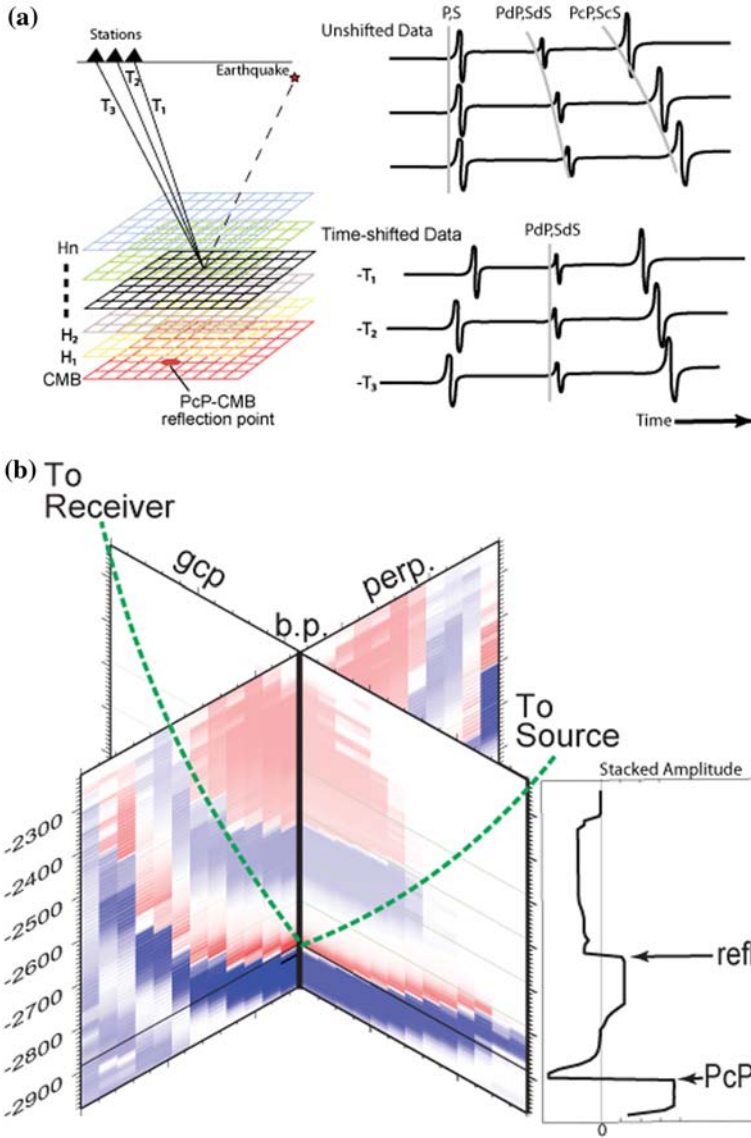 (a)
Stations
Earthquake
T₁
T₂
T₃
Hn
H₂
H₁
CMB
PcP-CMB
reflection point
Unshifted Data
P,S
PdP,SdS
PcP,ScS
Time-shifted Data
PdP,SdS
-T₁
-T₂
-T₃
Time
(b)
To
Receiver
gcp
b.p.
perp.
To
Source
-2300
-2400
-2500
-2600
-2700
-2800
-2900
Stacked Amplitude
refl
PcP
0